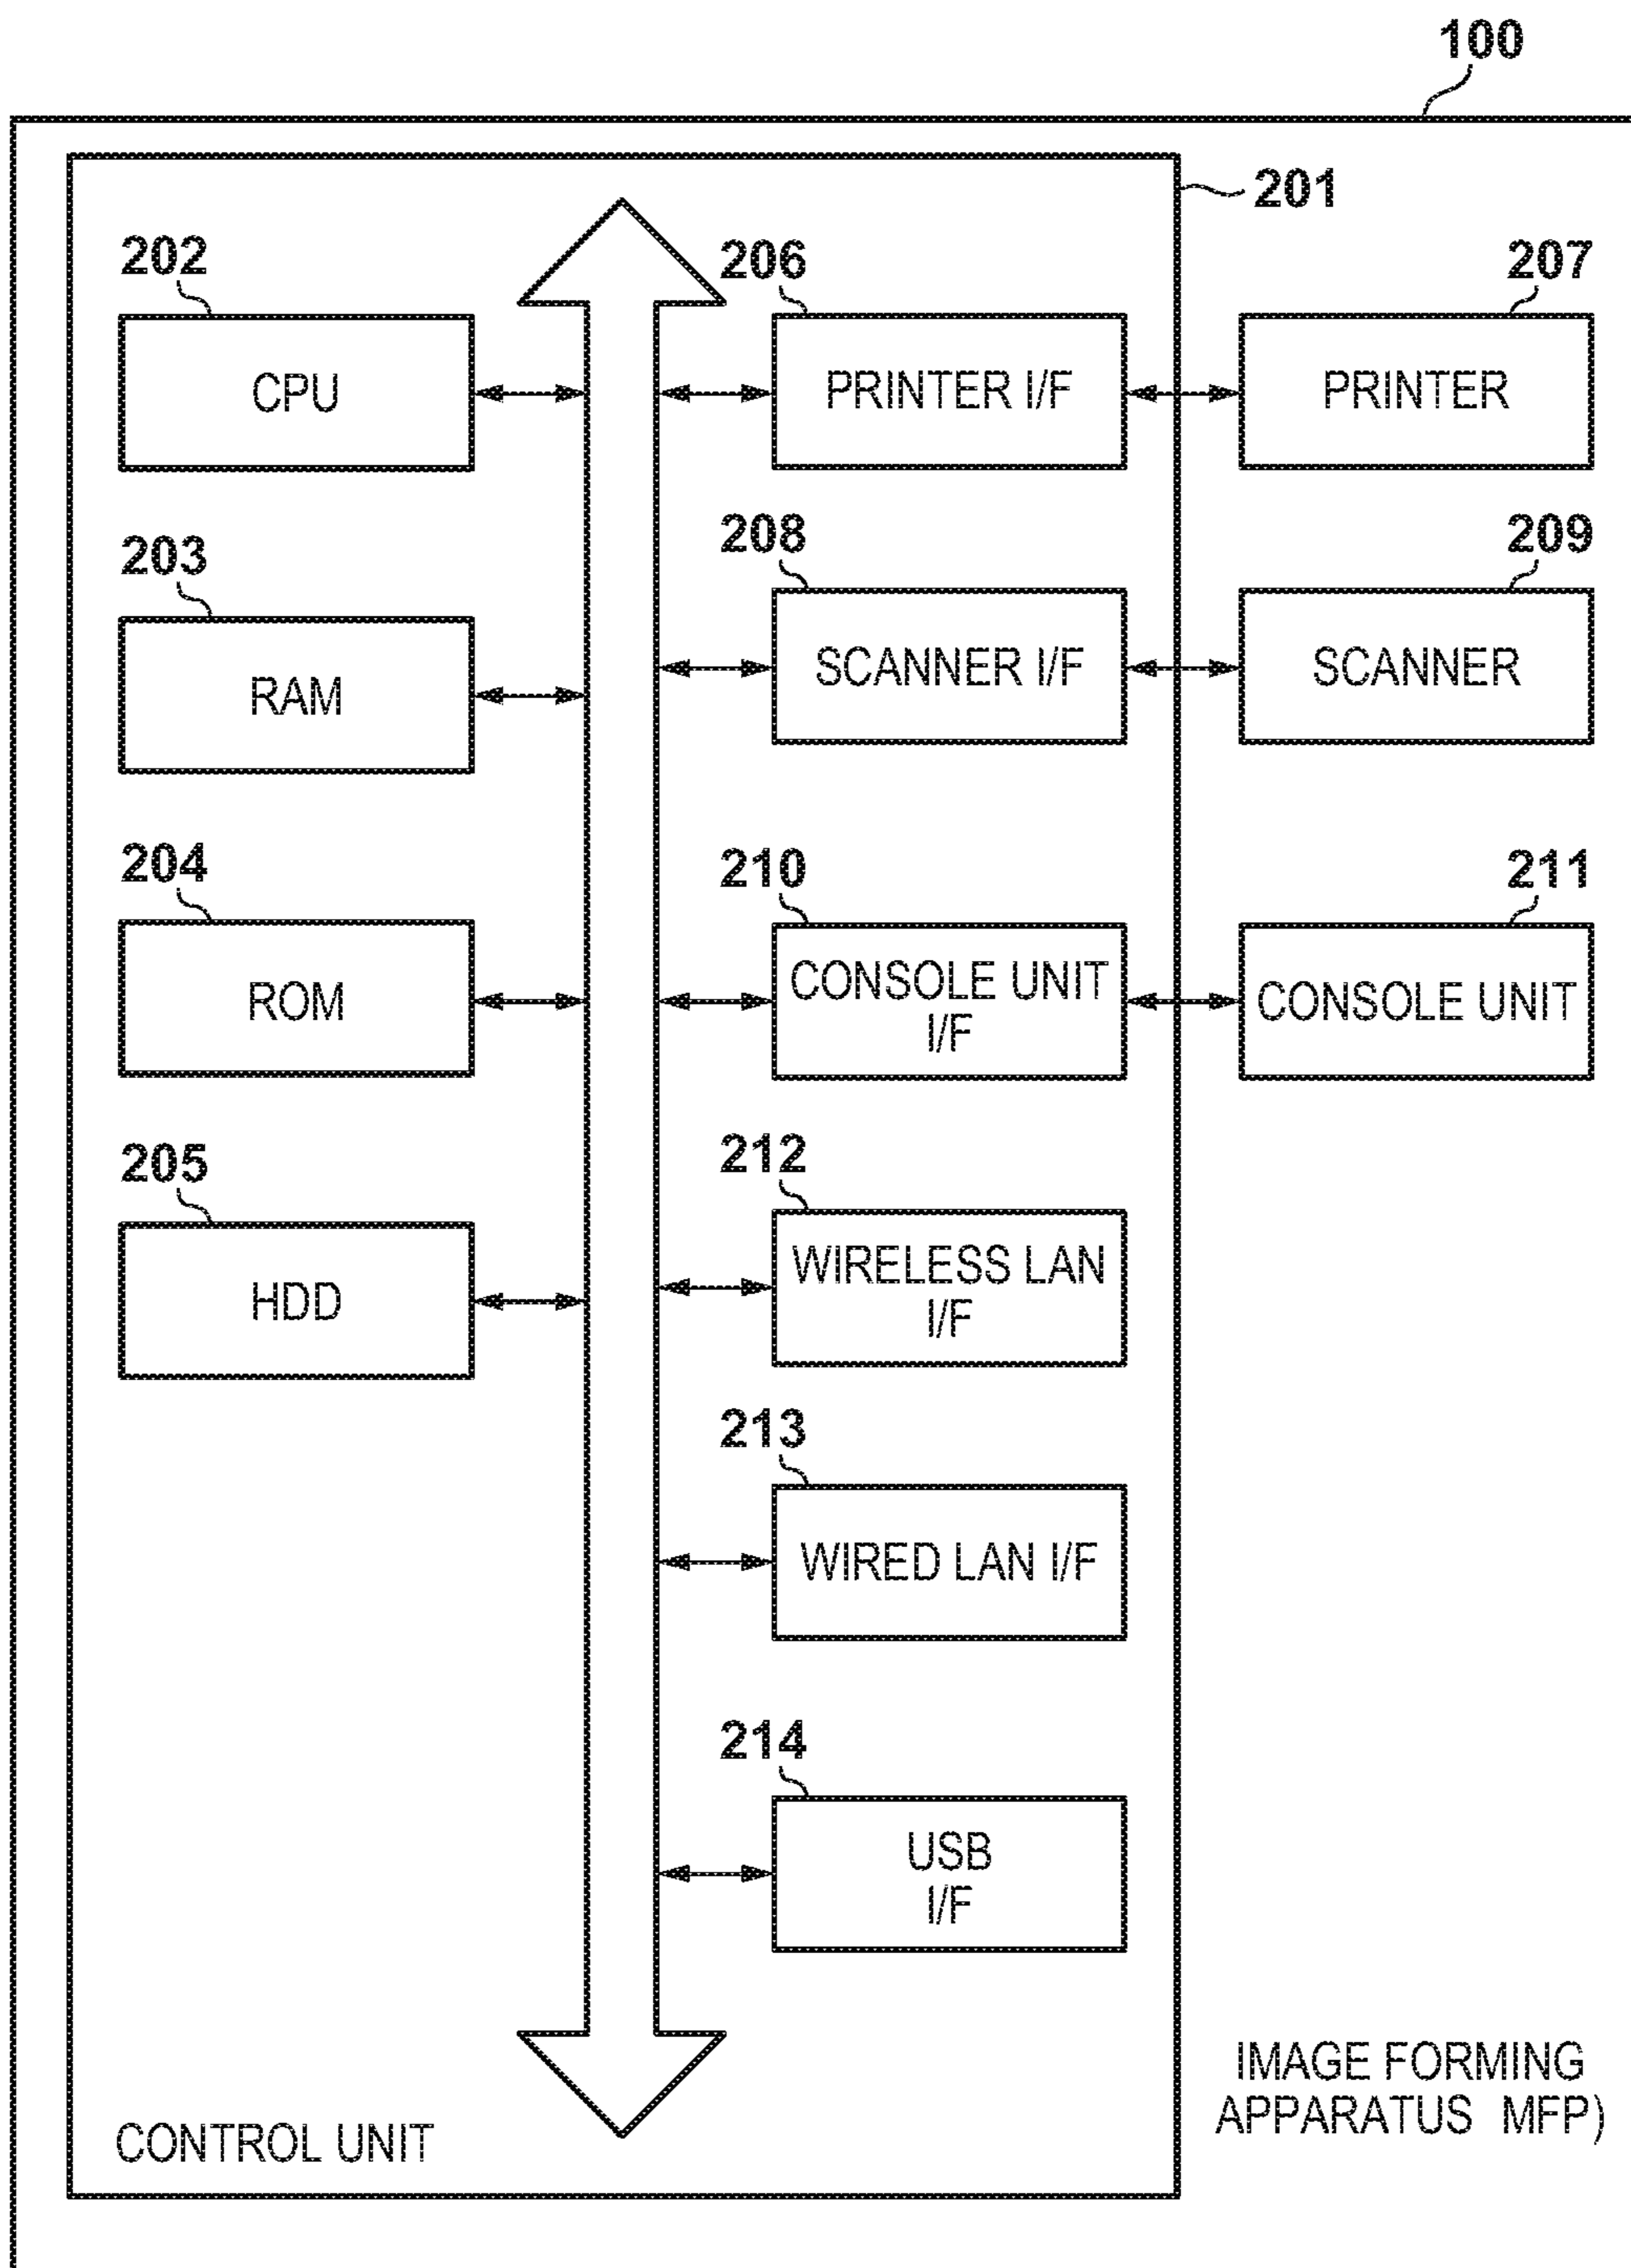 100
201
202
CPU
206
PRINTER I/F
207
PRINTER
203
RAM
208
SCANNER I/F
209
SCANNER
204
ROM
210
CONSOLE UNIT
I/F
211
CONSOLE UNIT
205
HDD
212
WIRELESS LAN
I/F
213
WIRED LAN I/F
214
USB
I/F
CONTROL UNIT
IMAGE FORMING
APPARATUS MFP)